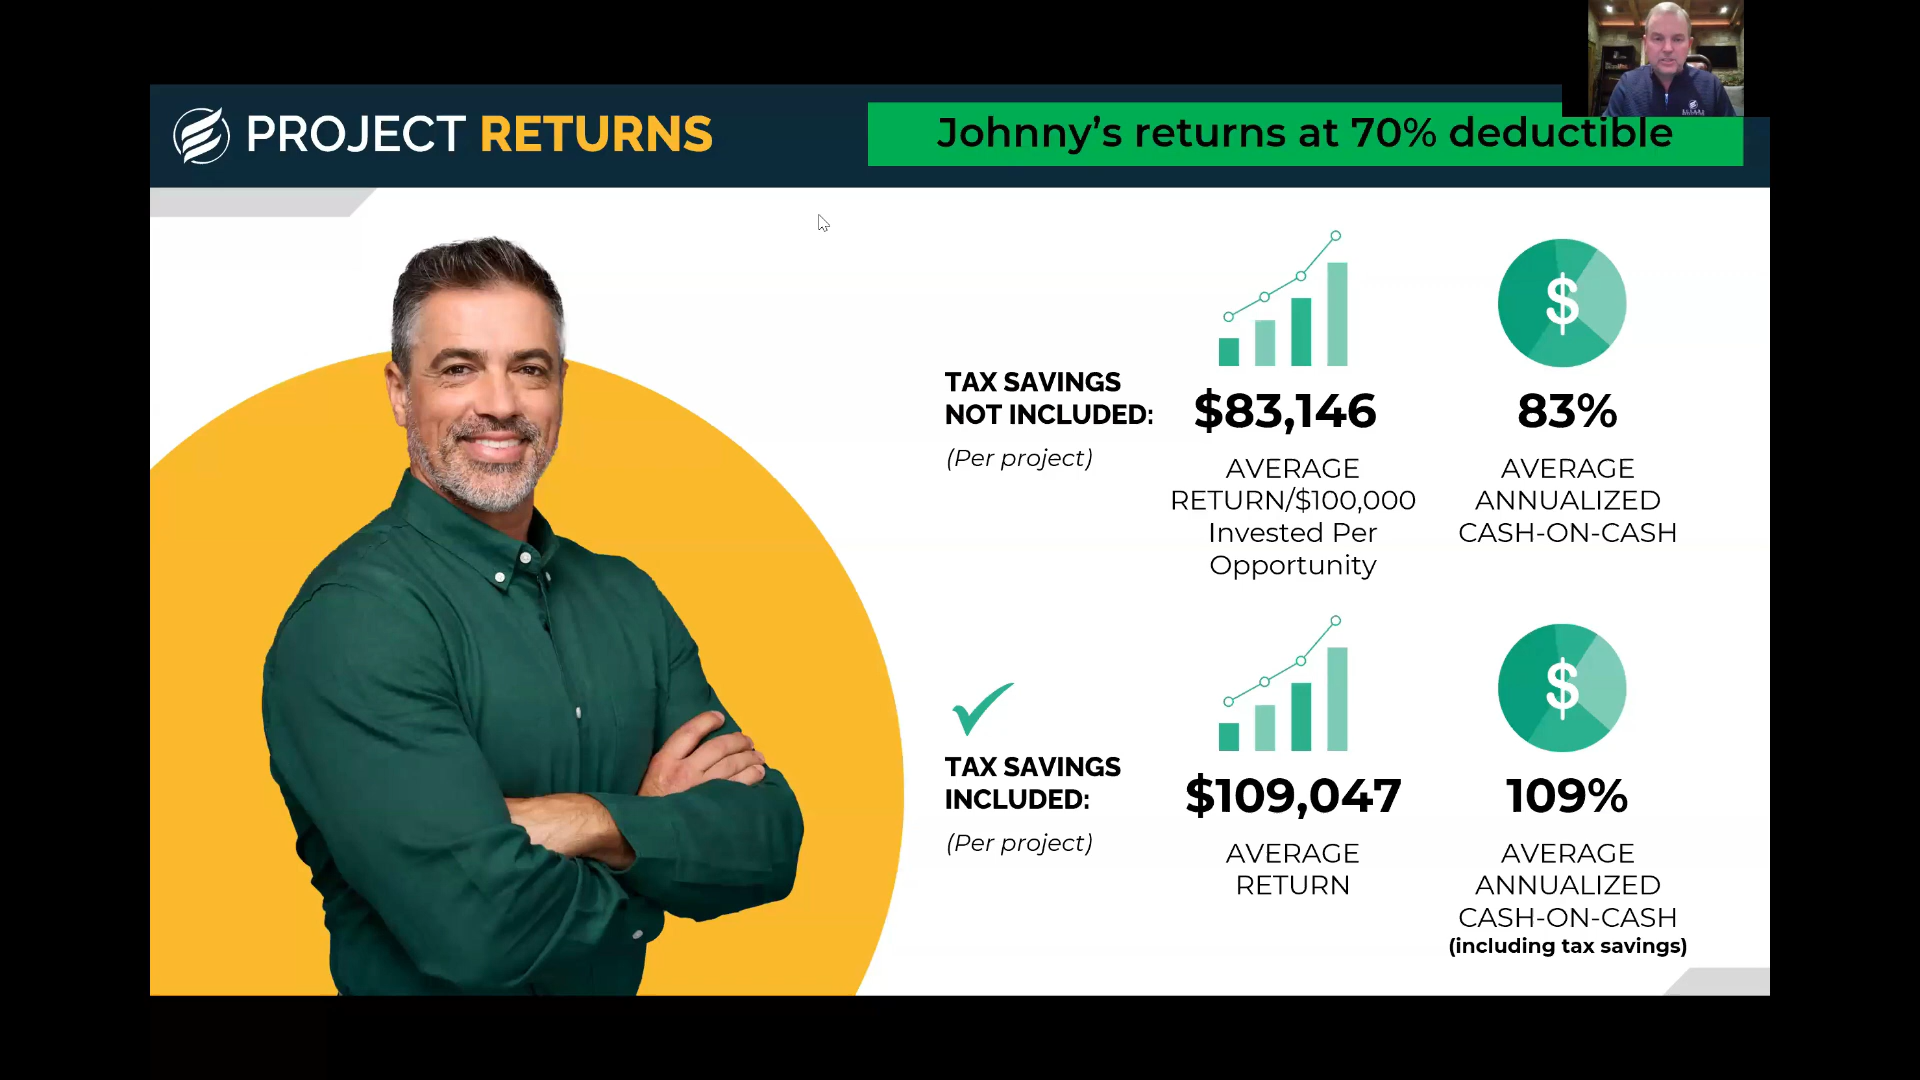 PROJECT RETURNS
Johnny's returns at 70% deductible
TAX SAVINGS
NOT INCLUDED:
(Per project)
$83,146
AVERAGE
RETURN/$100,000
Invested Per
Opportunity
83%
AVERAGE
ANNUALIZED
CASH-ON-CASH
TAX SAVINGS
INCLUDED:
(Per project)
$109,047
AVERAGE
RETURN
109%
AVERAGE
ANNUALIZED
CASH-ON-CASH
(including tax savings)